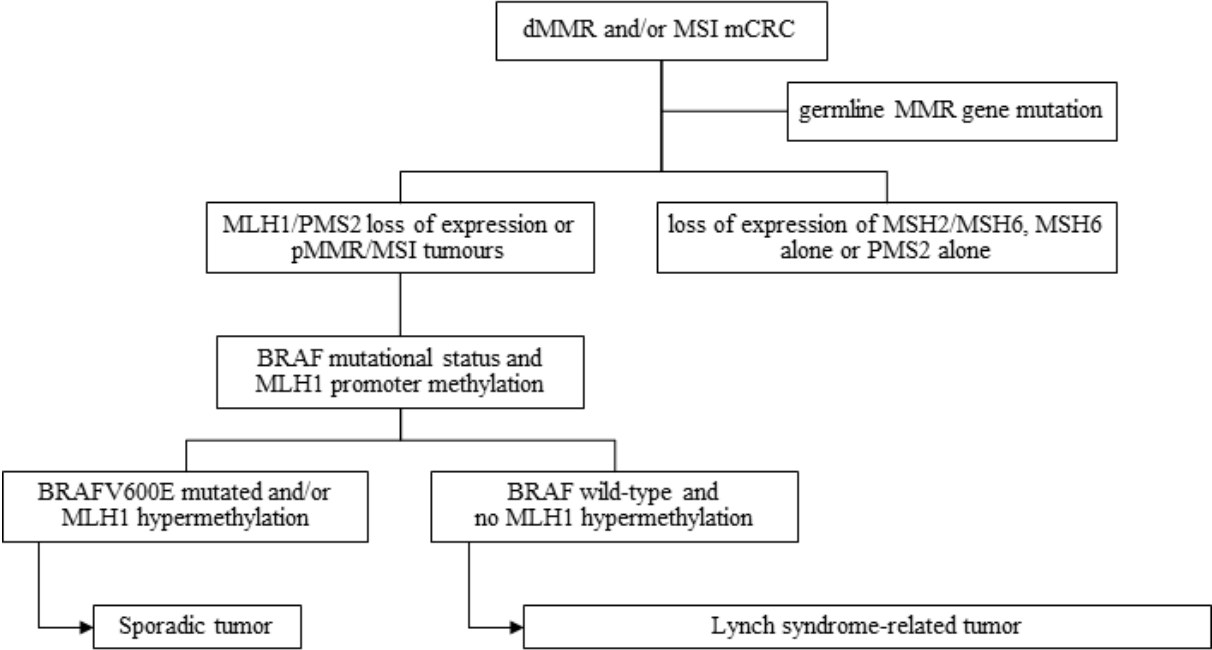 dMMR and/or MSI mCRC
germline MMR gene mutation
MLH1/PMS2 loss of expression or
pMMR/MSI tumours
loss of expression of MSH2/MSH6, MSH6
alone or PMS2 alone
BRAF mutational status and
MLH1 promoter methylation
BRAFV600E mutated and/or
MLH1 hypermethylation
BRAF wild-type and
no MLH1 hypermethylation
Sporadic tumor
Lynch syndrome-related tumor